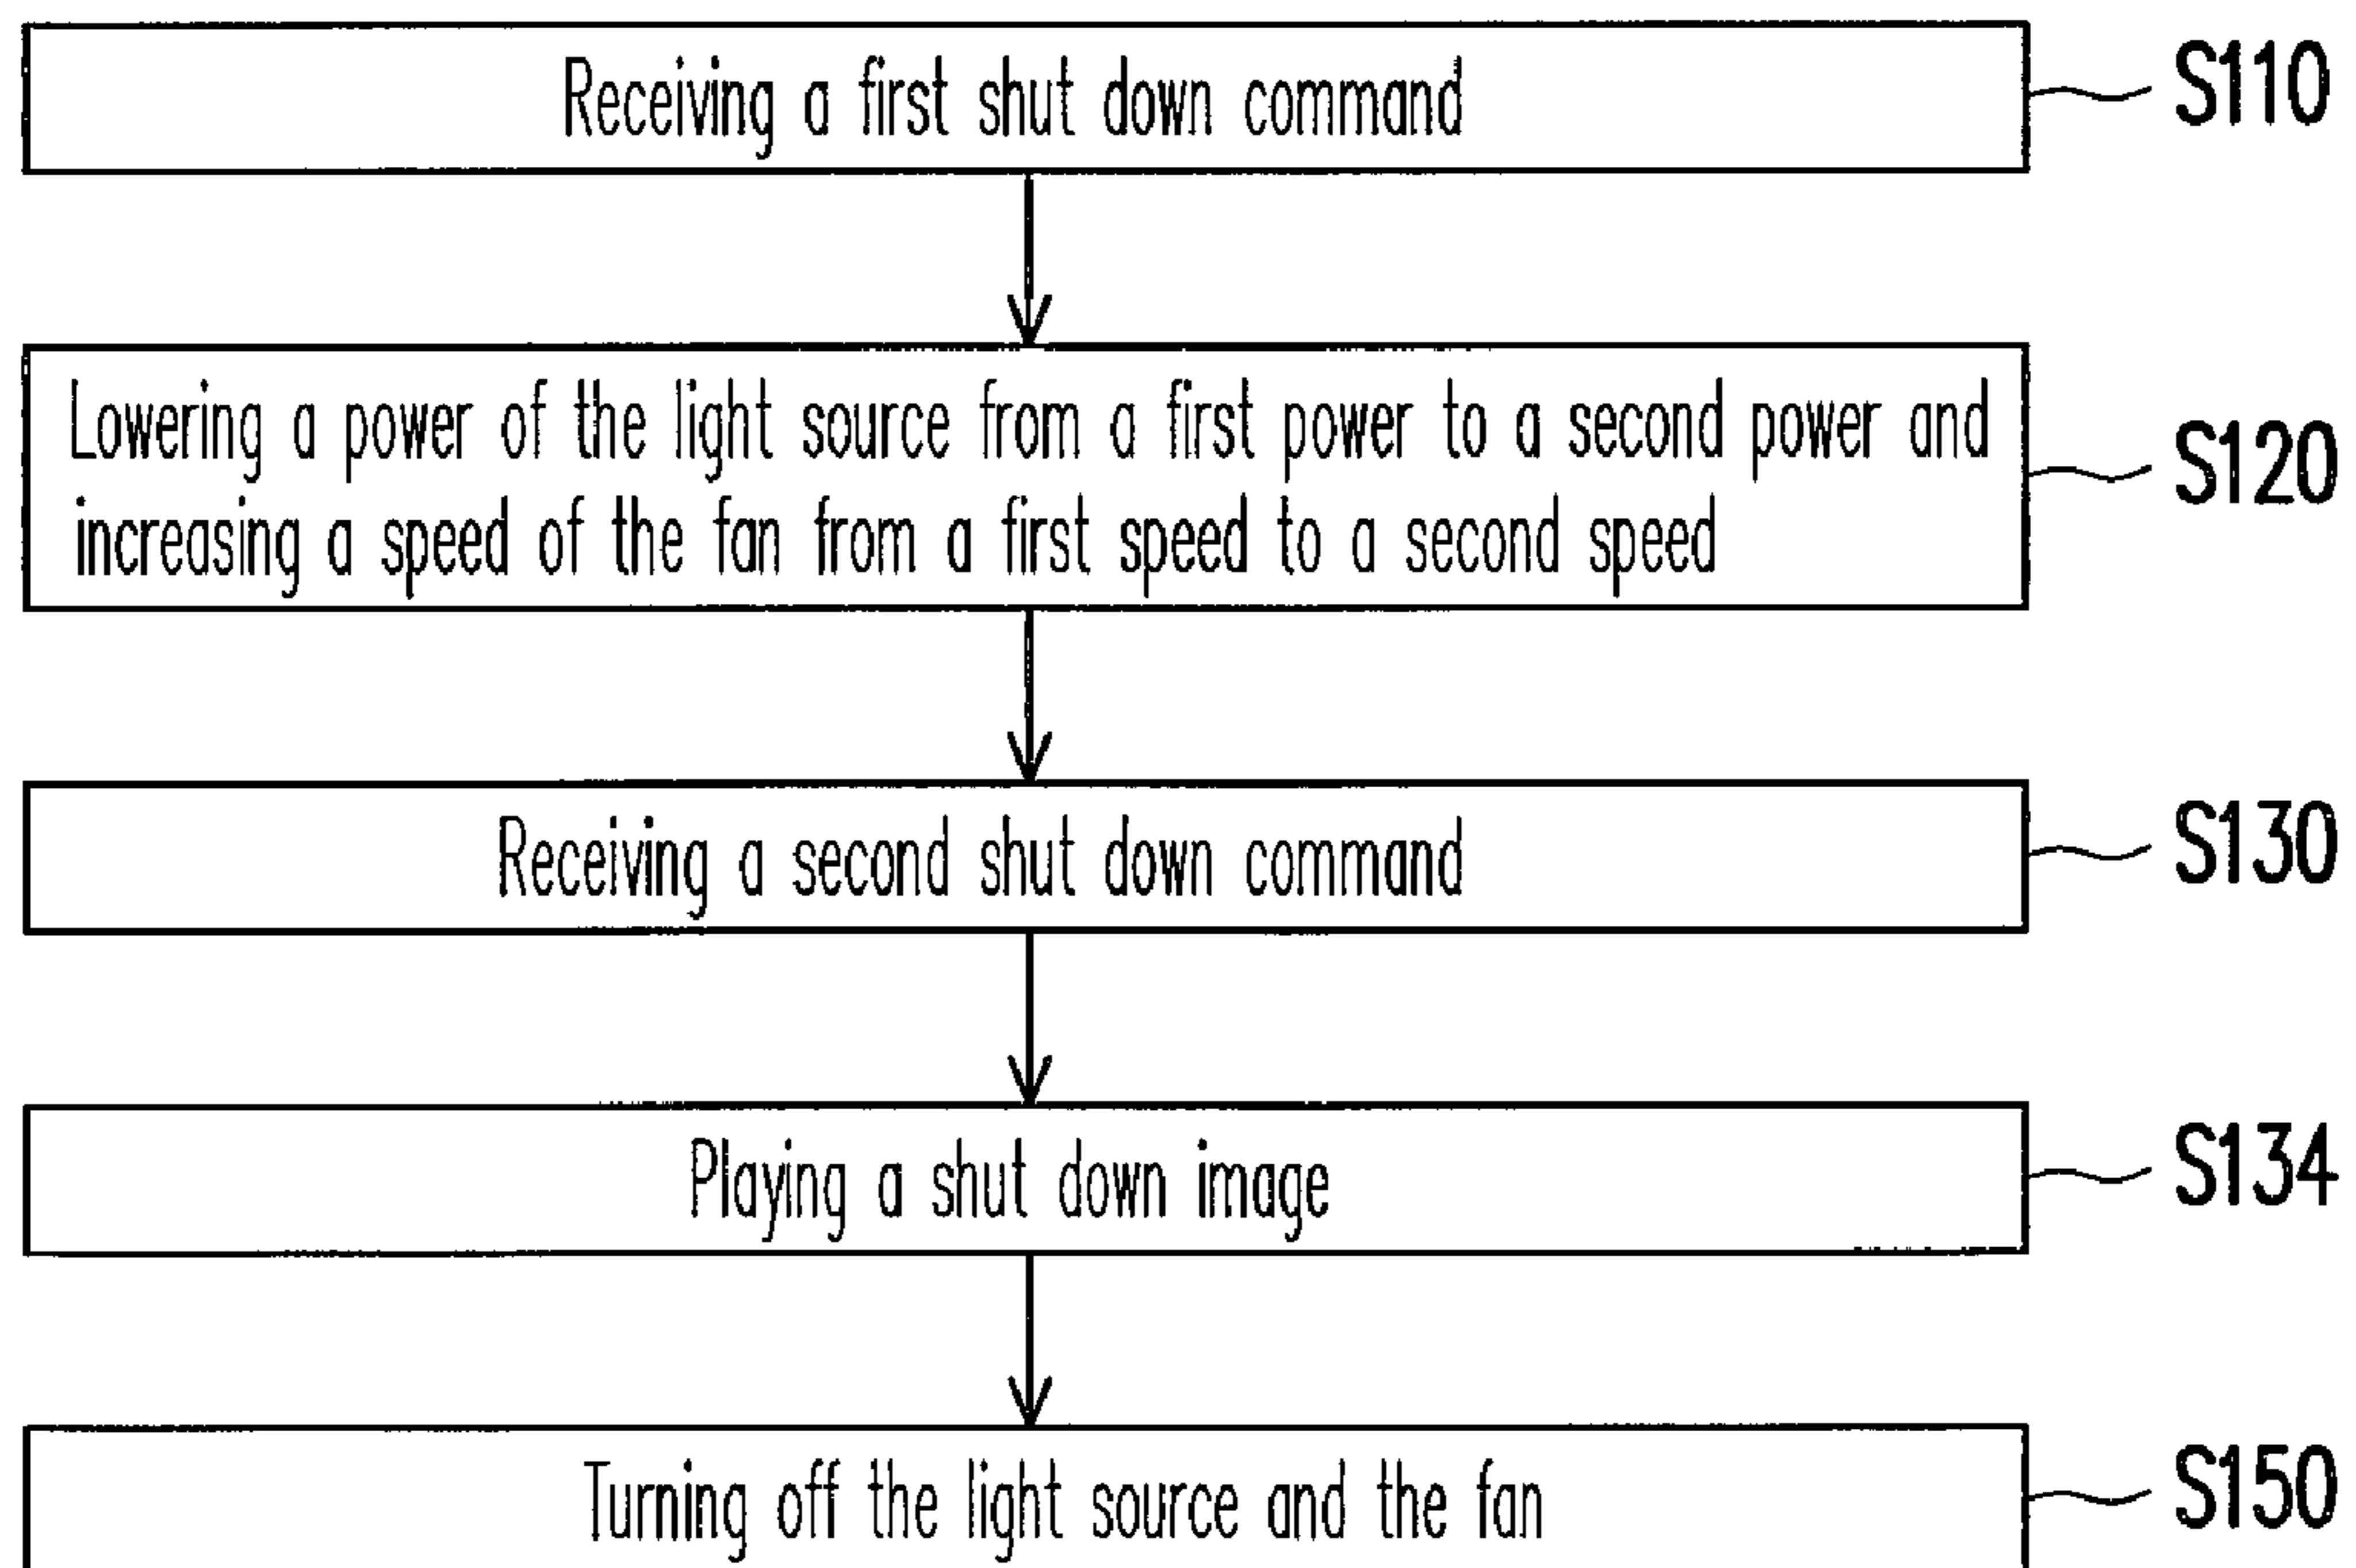 Receiving a first shut down command
S110
Lowering a power of the light source from a first power to a second power and
increasing a speed of the fan from a first speed to a second speed
S120
Receiving a second shut down command
S130
Playing a shut down image
S134
Turning off the light source and the fan
S150